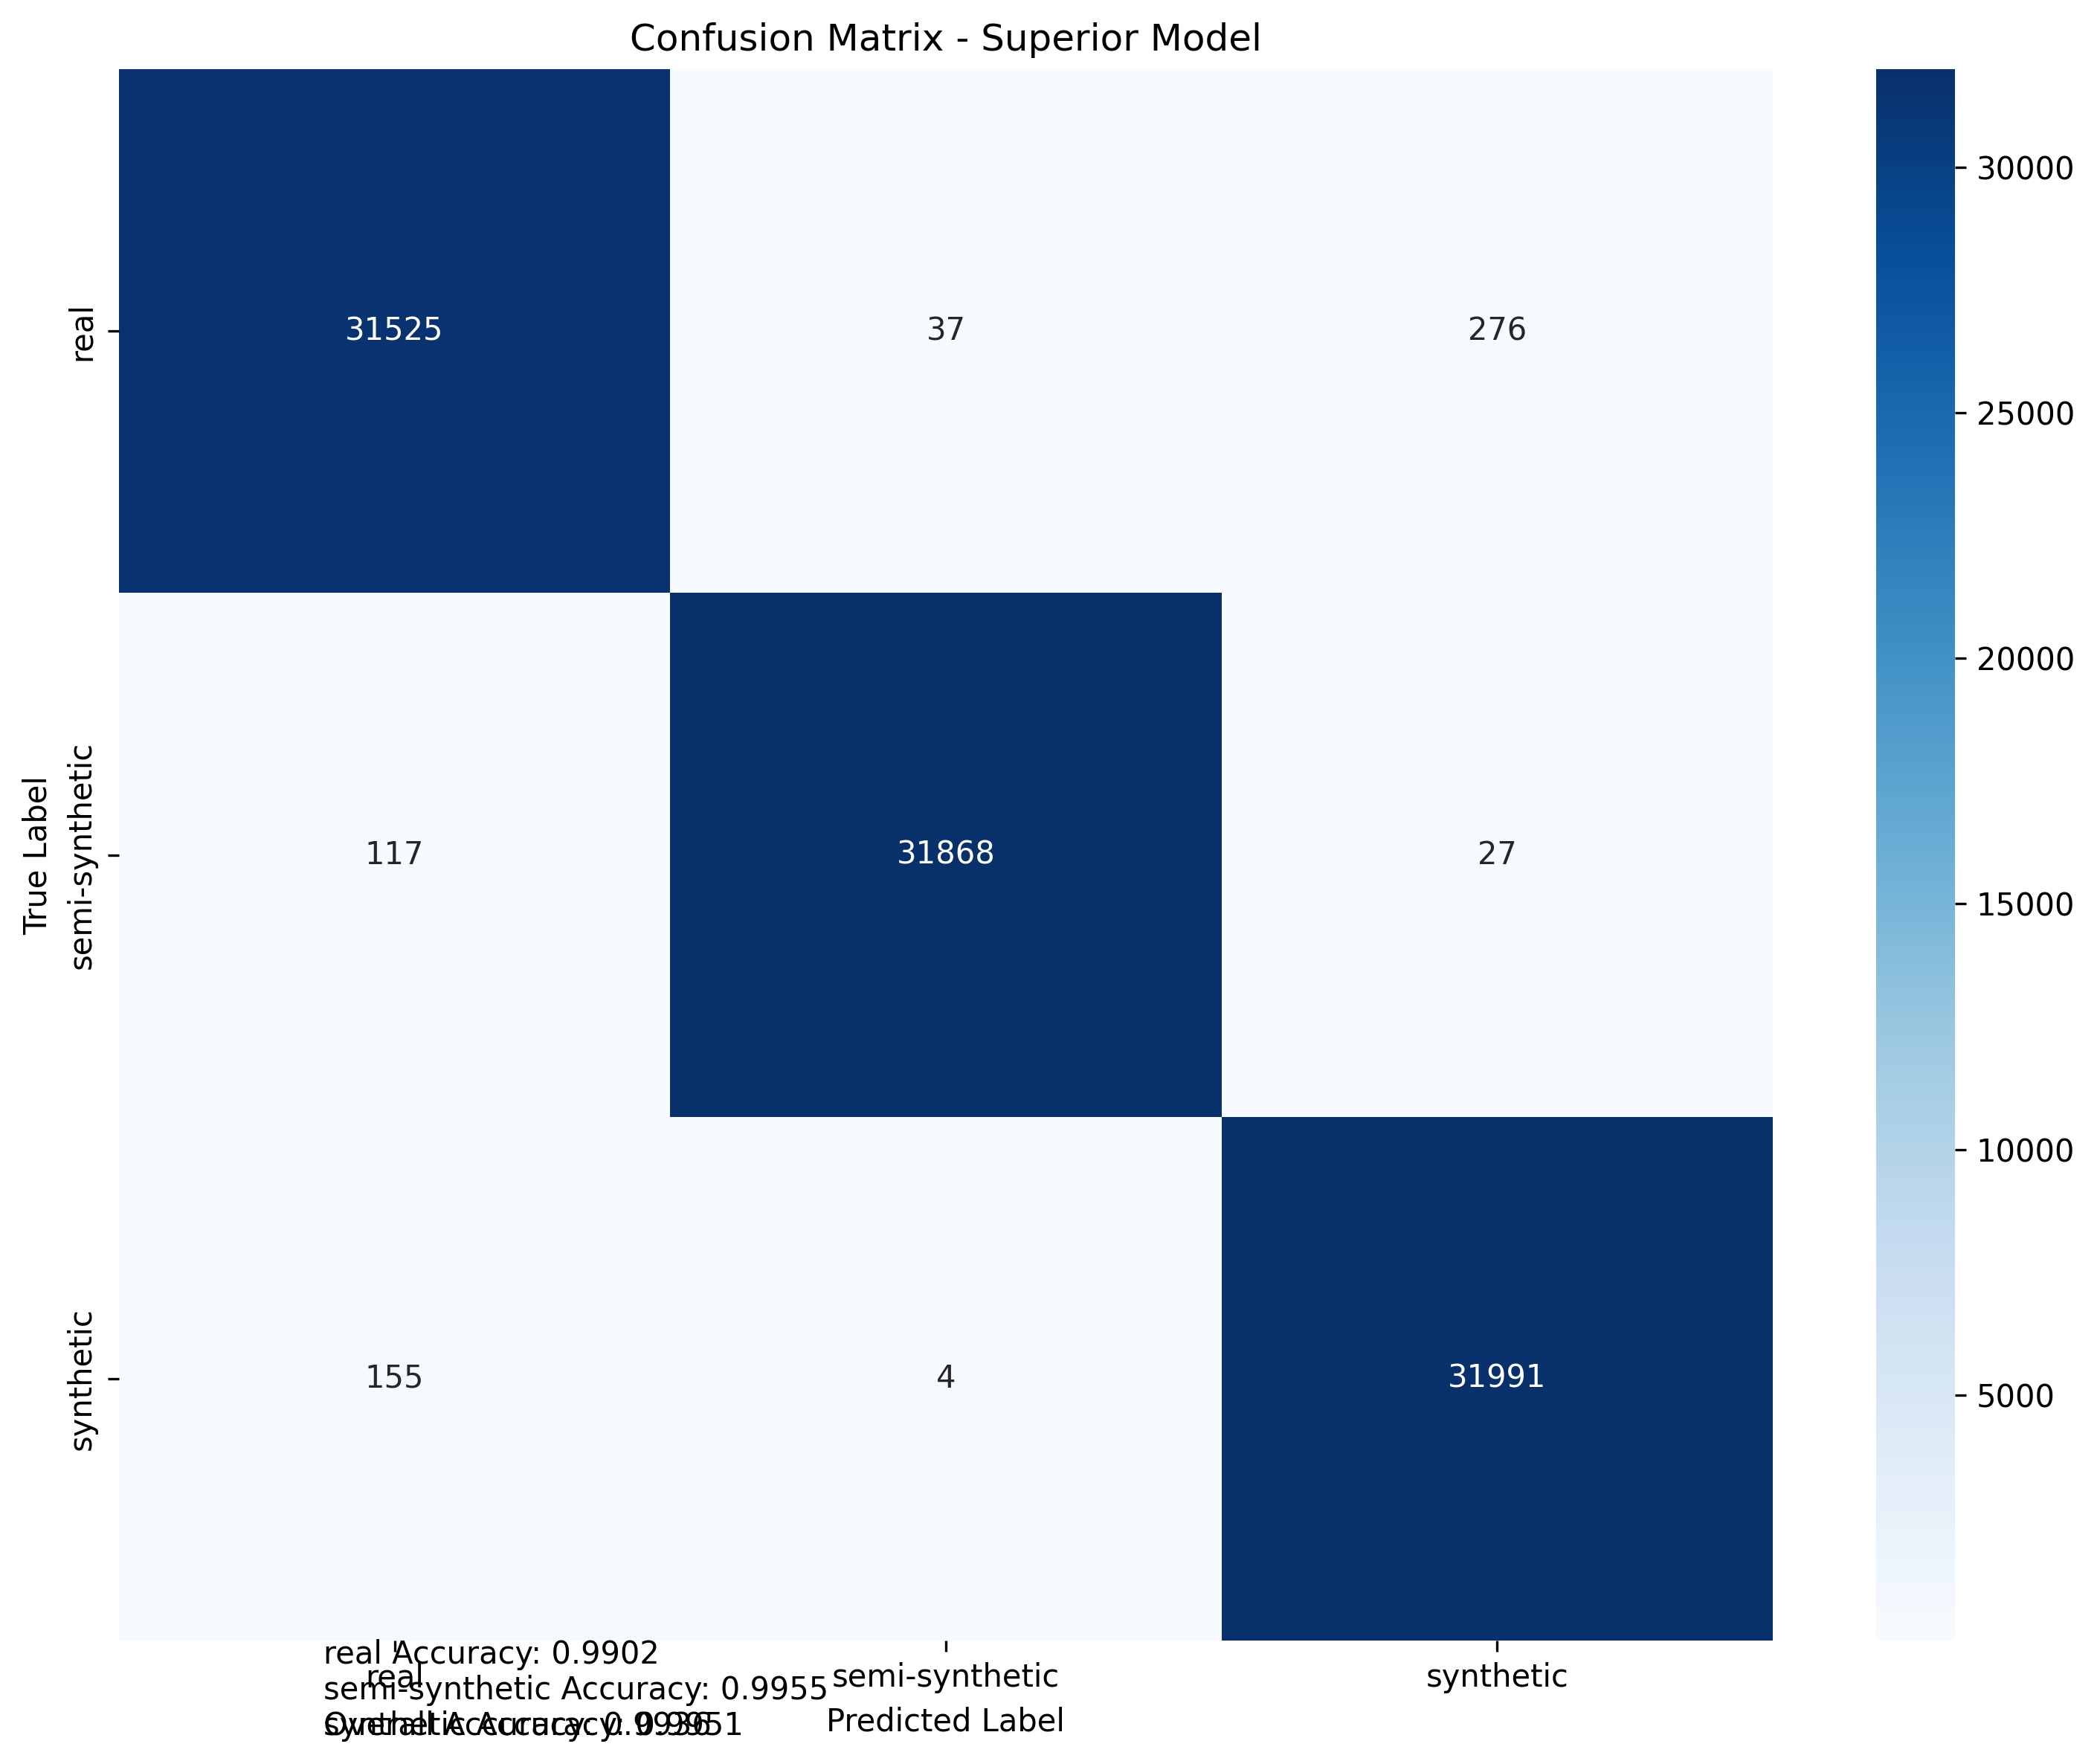 Confusion Matrix - Superior Model
True Label
real
semi-synthetic
synthetic
31525 37 276
117 31868 27
155 4 31991
30000
25000
20000
15000
10000
5000
real Accuracy: 0.9902
real semi-synthetic synthetic
semi-synthetic Accuracy: 0.9955
Predicted Label